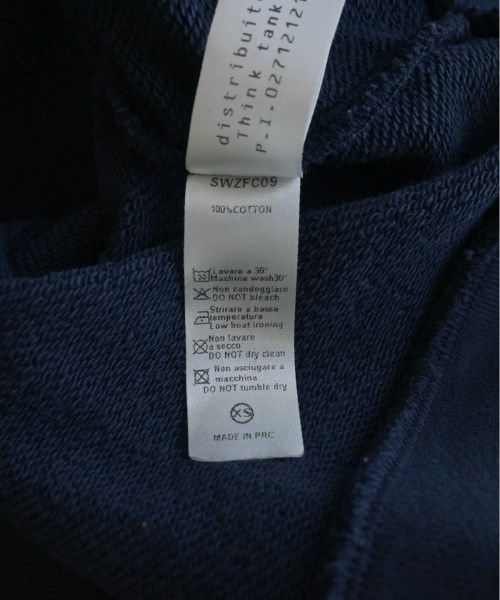 distribuito
Think tank
P-I-02712121
SWZFC09
100%COTTON
Lavare a 30°
Machine wash30°
Non candeggiare
DO NOT bleach
Stirare a bassa
temperatura
Low heat ironing
Non lavare
a secco
DO NOT dry clean
Non asciugare a
macchina
DO NOT tumble dry
XS
MADE IN PRC